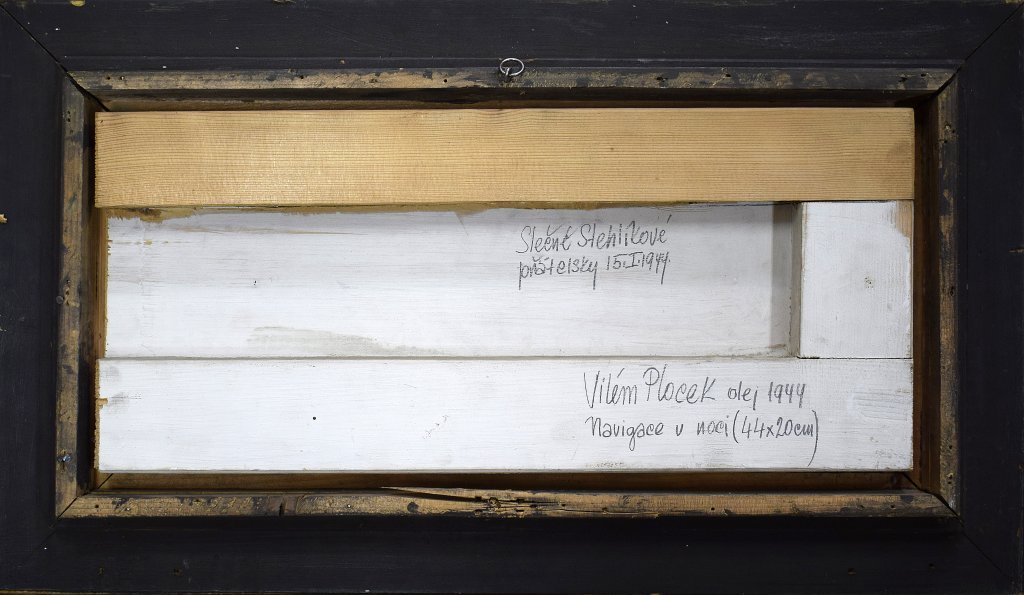 Slečně Stehlíkové
přátelsky 15.I.1944.
Vilém Plocek olej 1944
Navigace v noci (44x20cm)